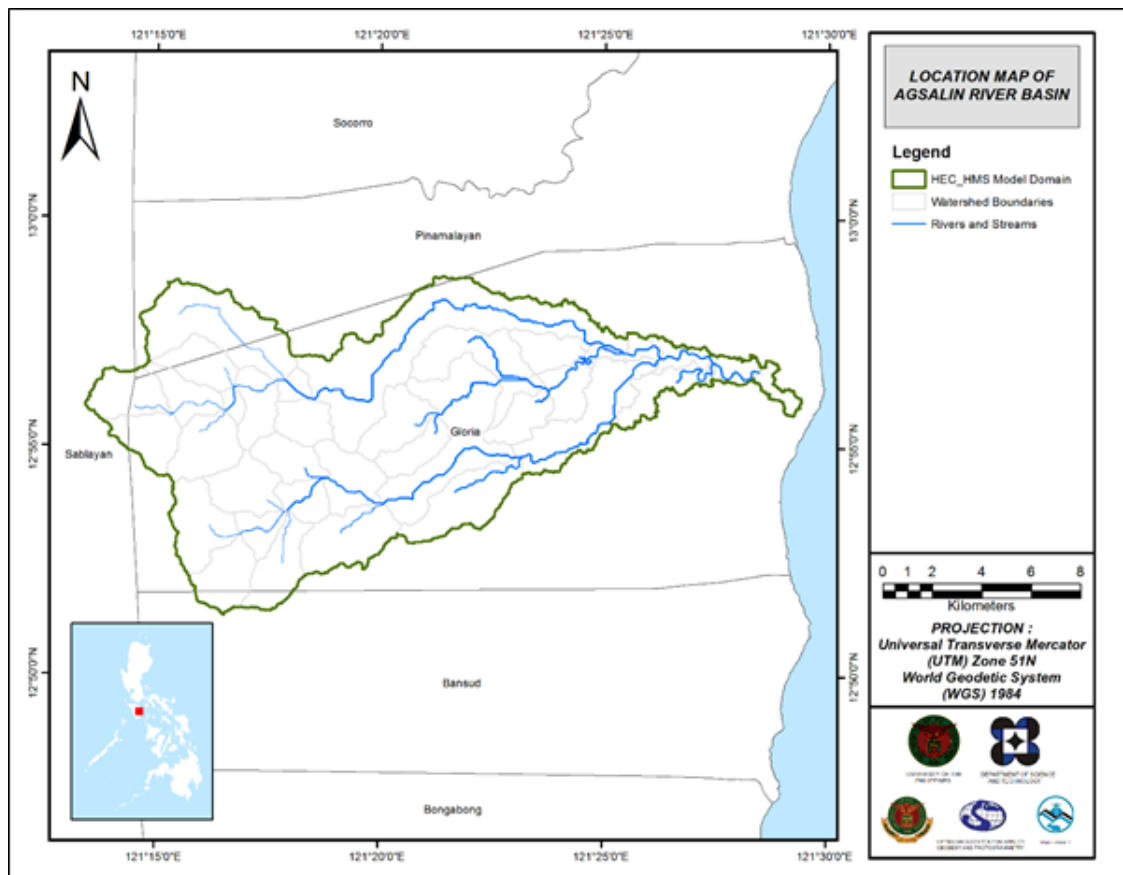 121°15'0"E
121°20'0"E
121°25'0"E
121°30'0"E
LOCATION MAP OF
AGSALIN RIVER BASIN
N
Socorro
Legend
HEC_HMS Model Domain
Watershed Boundaries
Rivers and Streams
13°0'0"N
13°0'0"N
Pinamalayan
Gloria
Sablayan
12°55'0"N
12°55'0"N
0 1 2 4 6 8
Kilometers
PROJECTION :
Universal Transverse Mercator
(UTM) Zone 51N
World Geodetic System
(WGS) 1984
12°50'0"N
12°50'0"N
Bansud
Bongabong
UNIVERSITY OF THE
PHILIPPINES
DEPARTMENT OF SCIENCE
AND TECHNOLOGY
121°15'0"E
121°20'0"E
121°25'0"E
121°30'0"E